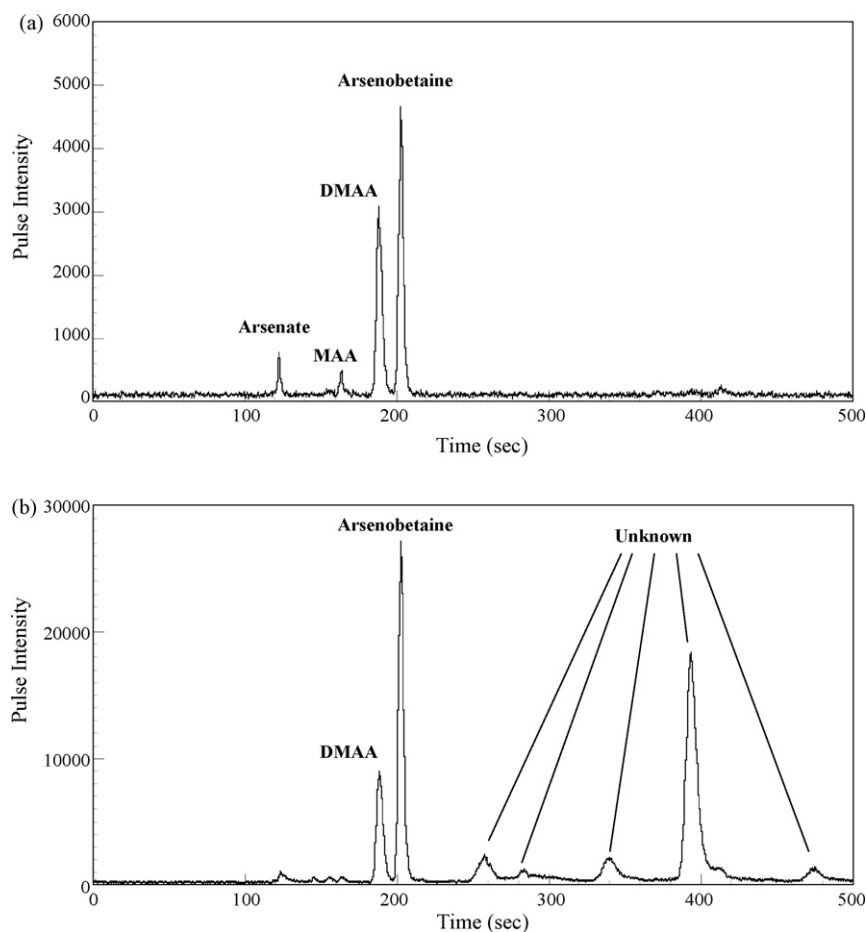 (a)
6000
5000
4000
3000
2000
1000
0
Pulse Intensity
Arsenobetaine
DMAA
Arsenate
MAA
0 100 200 300 400 500
Time (sec)
(b)
30000
20000
10000
0
Pulse Intensity
Arsenobetaine
Unknown
DMAA
0 100 200 300 400 500
Time (sec)